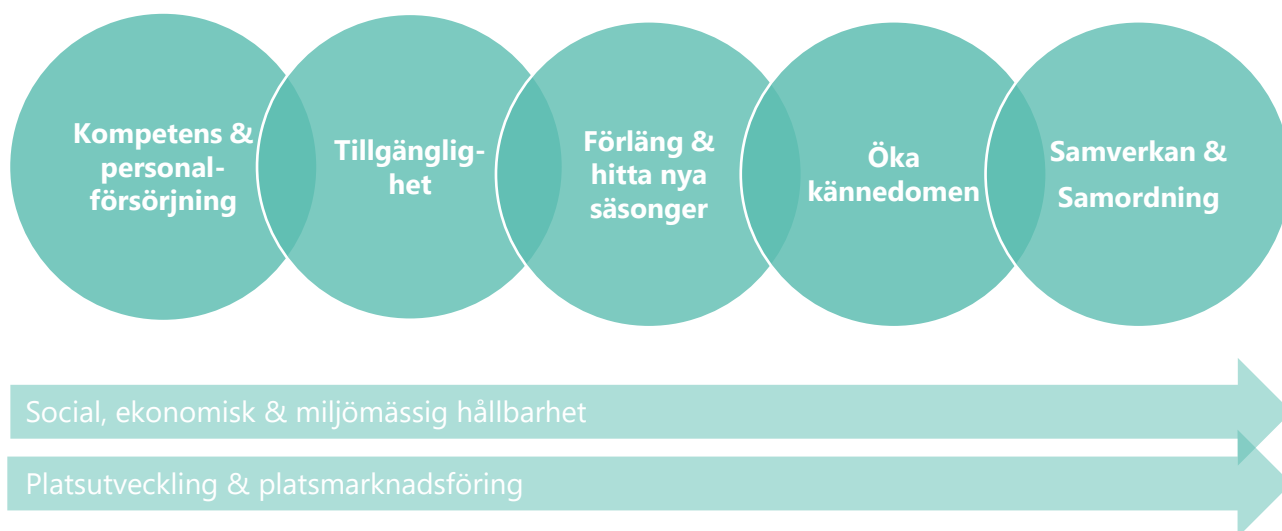 Kompetens &
personal-
försörjning
Tillgänglig-
het
Förläng &
hitta nya
säsonger
Öka
kännedomen
Samverkan &
Samordning
Social, ekonomisk & miljömässig hållbarhet
Platsutveckling & platsmarknadsföring